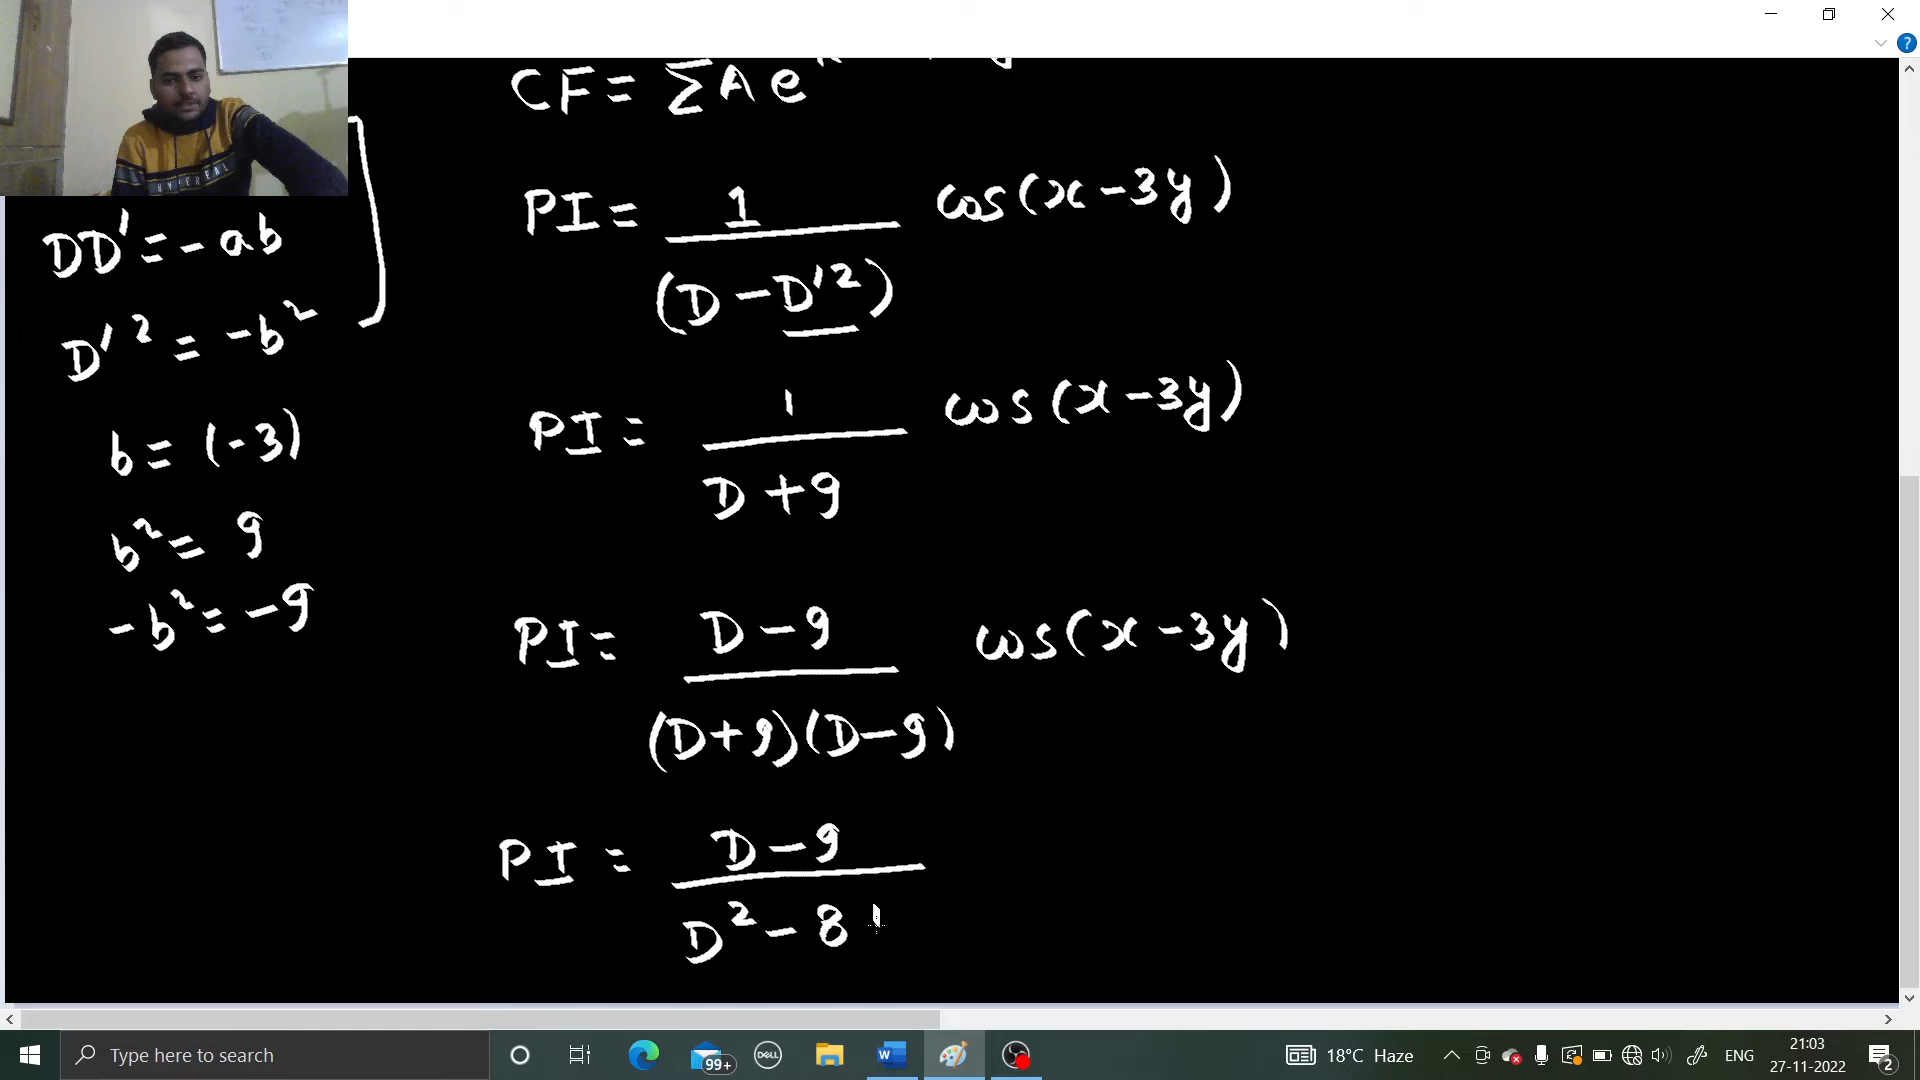 CF = ΣAe
PI = 1 / (D - D'2) cos(x-3y)
PI = 1 / D+9 cos(x-3y)
PI = D-9 / (D+9)(D-9) cos(x-3y)
PI = D-9 / D² - 81
DD' = -ab
D'2 = -b²
b = (-3)
b² = 9
-b² = -9
HYPEREAL
Type here to search
99+
DELL
W
18°C Haze
ENG
21:03
27-11-2022
2
?